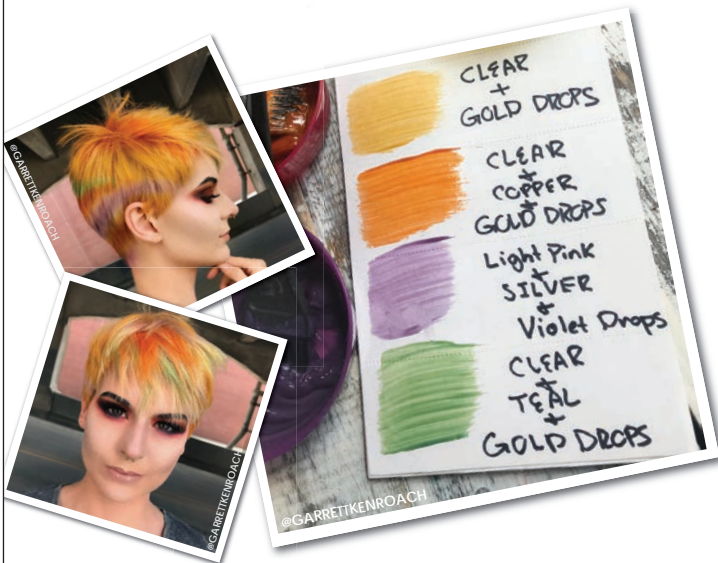 @GARRETTKENROACH
CLEAR
+
GOLD DROPS
CLEAR
+
COPPER
+
GOLD DROPS
Light Pink
+
SILVER
+
Violet Drops
CLEAR
+
TEAL
+
GOLD DROPS
@GARRETTKENROACH
@GARRETTKENROACH